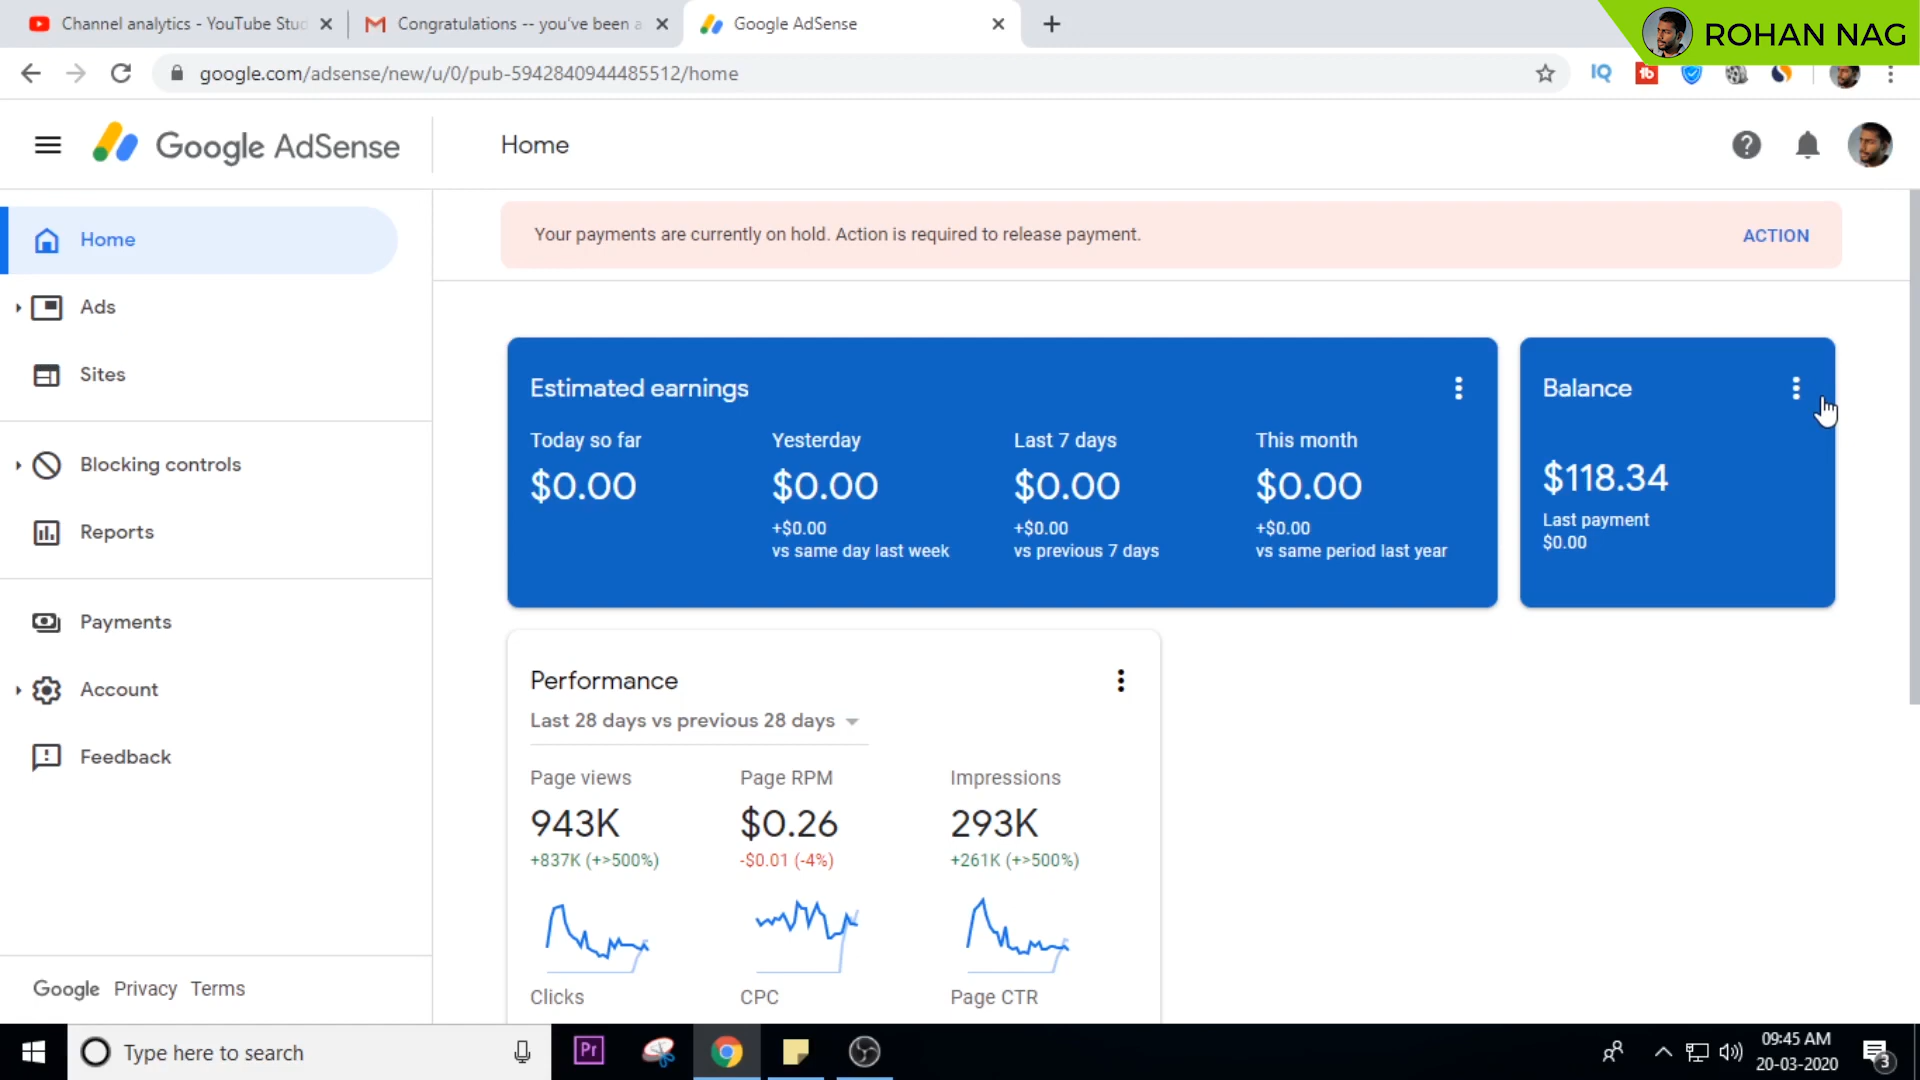 Channel analytics - YouTube Stud
Congratulations -- you've been a
Google AdSense
ROHAN NAG
google.com/adsense/new/u/0/pub-5942840944485512/home
IQ
tb
Google AdSense
Home
Home
Ads
Sites
Blocking controls
Reports
Payments
Account
Feedback
Google Privacy Terms
Your payments are currently on hold. Action is required to release payment.
ACTION
Estimated earnings
Today so far
$0.00
Yesterday
$0.00
+$0.00
vs same day last week
Last 7 days
$0.00
+$0.00
vs previous 7 days
This month
$0.00
+$0.00
vs same period last year
Balance
$118.34
Last payment
$0.00
Performance
Last 28 days vs previous 28 days
Page views
943K
+837K (+>500%)
Page RPM
$0.26
-$0.01 (-4%)
Impressions
293K
+261K (+>500%)
Clicks
CPC
Page CTR
Type here to search
Pr
09:45 AM
20-03-2020
3